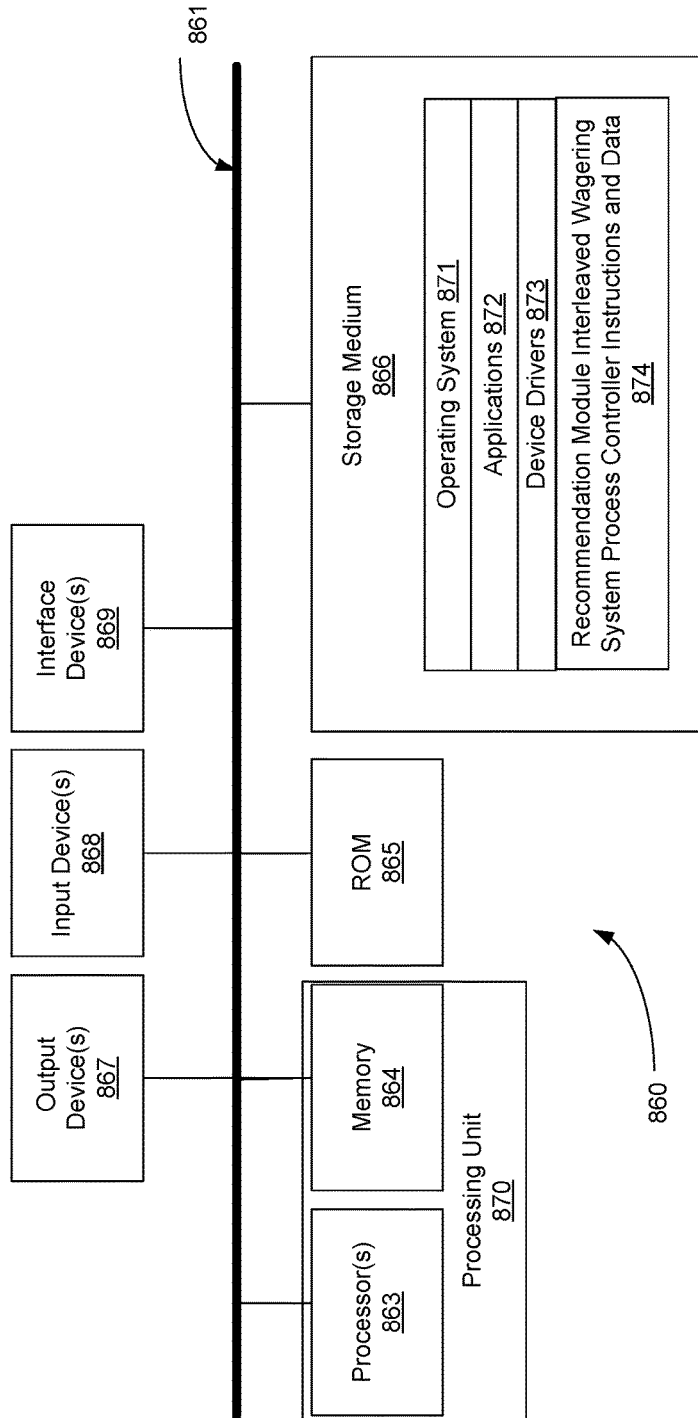 861
Output
Device(s)
867
Input Device(s)
868
Interface
Device(s)
869
Processor(s)
863
Memory
864
Processing Unit
870
ROM
865
Storage Medium
866
Operating System 871
Applications 872
Device Drivers 873
Recommendation Module Interleaved Wagering
System Process Controller Instructions and Data
874
860